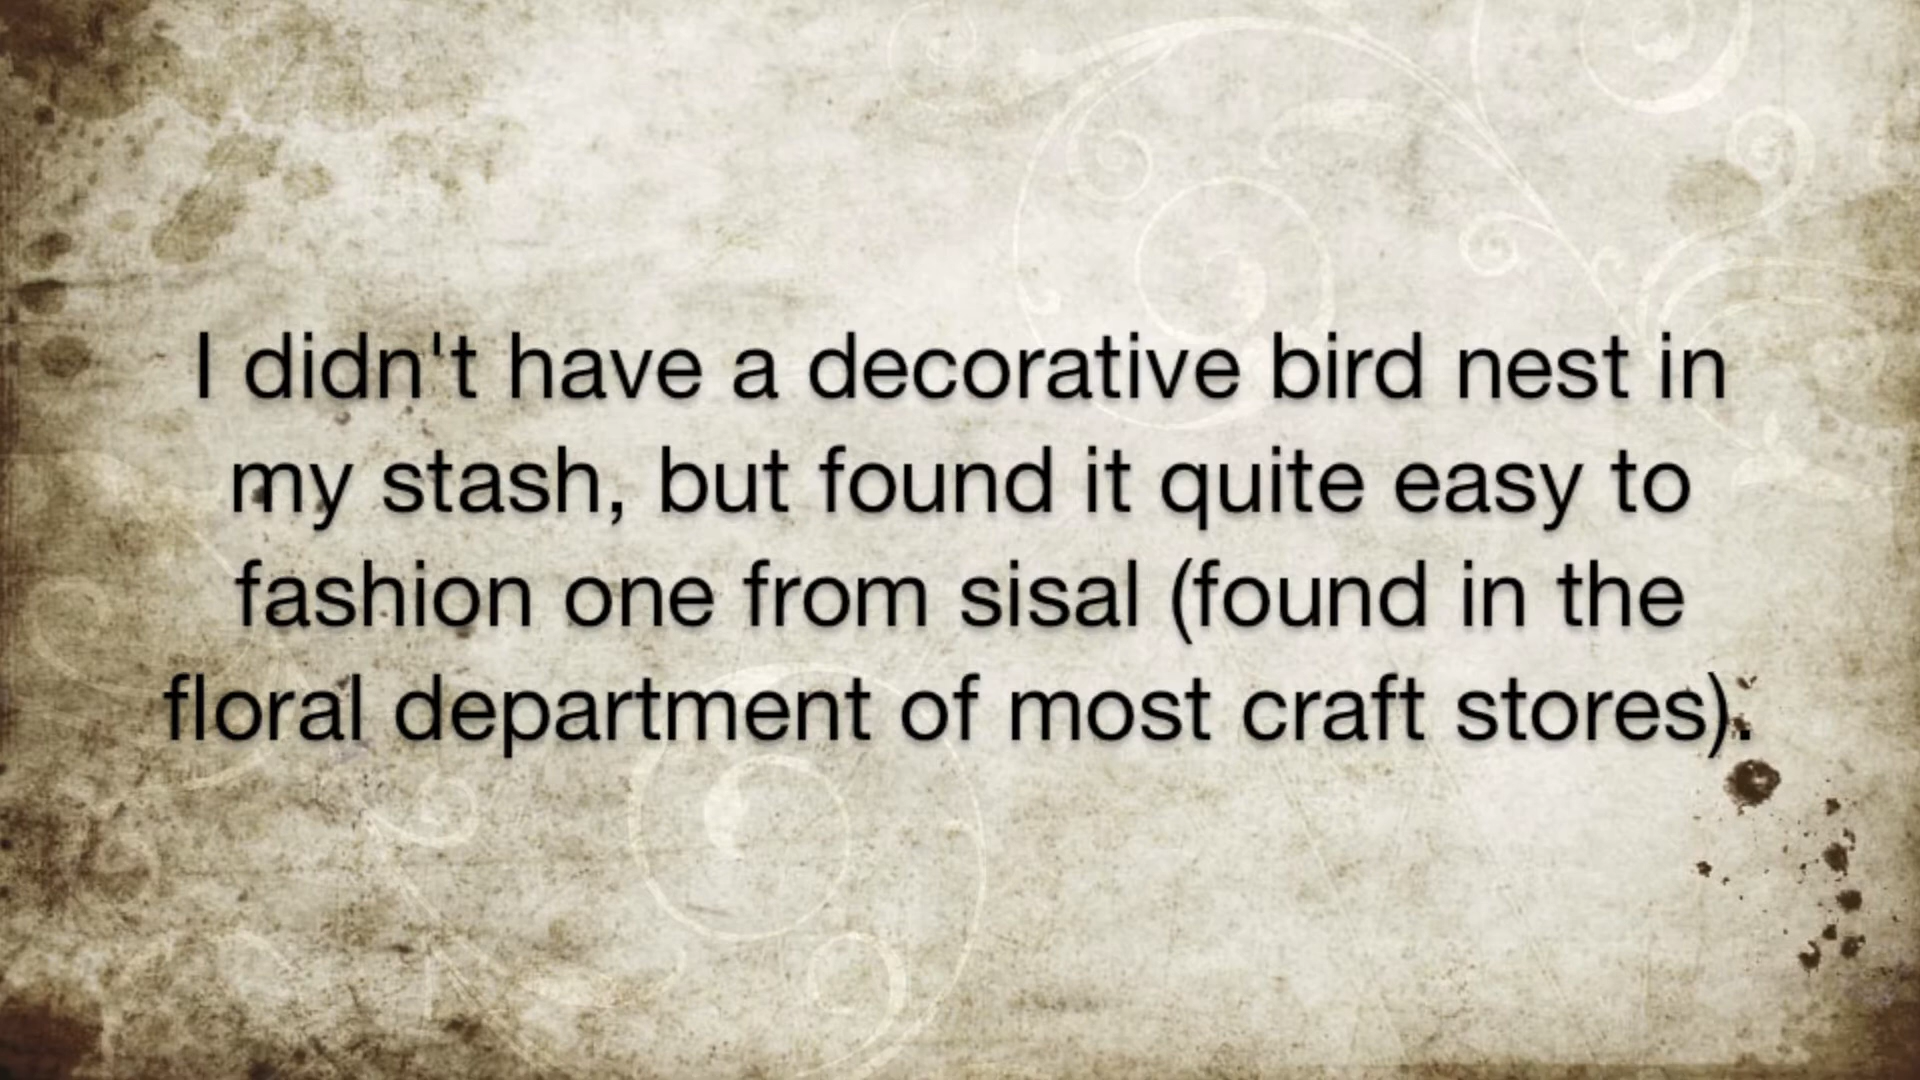 I didn't have a decorative bird nest in
my stash, but found it quite easy to
fashion one from sisal (found in the
floral department of most craft stores).